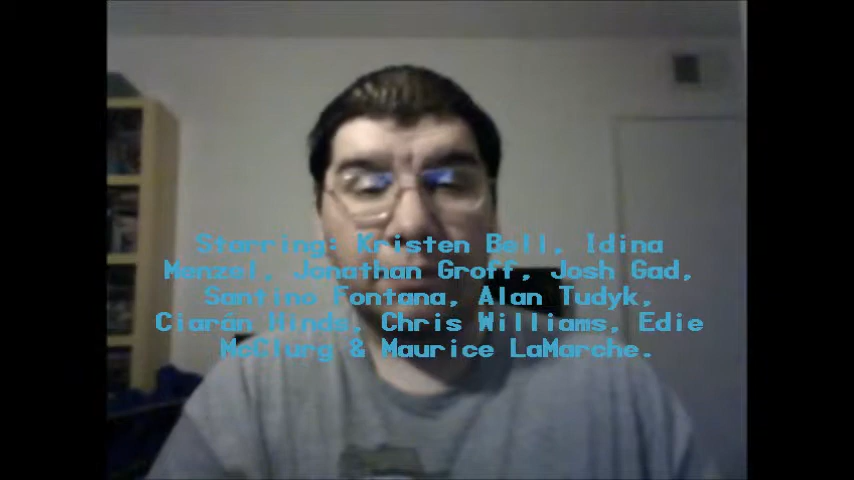 Starring: Kristen Bell, Idina
Menzel, Jonathan Groff, Josh Gad,
Santino Fontana, Alan Tudyk,
Ciarán Hinds, Chris Williams, Edie
McClurg & Maurice LaMarche.